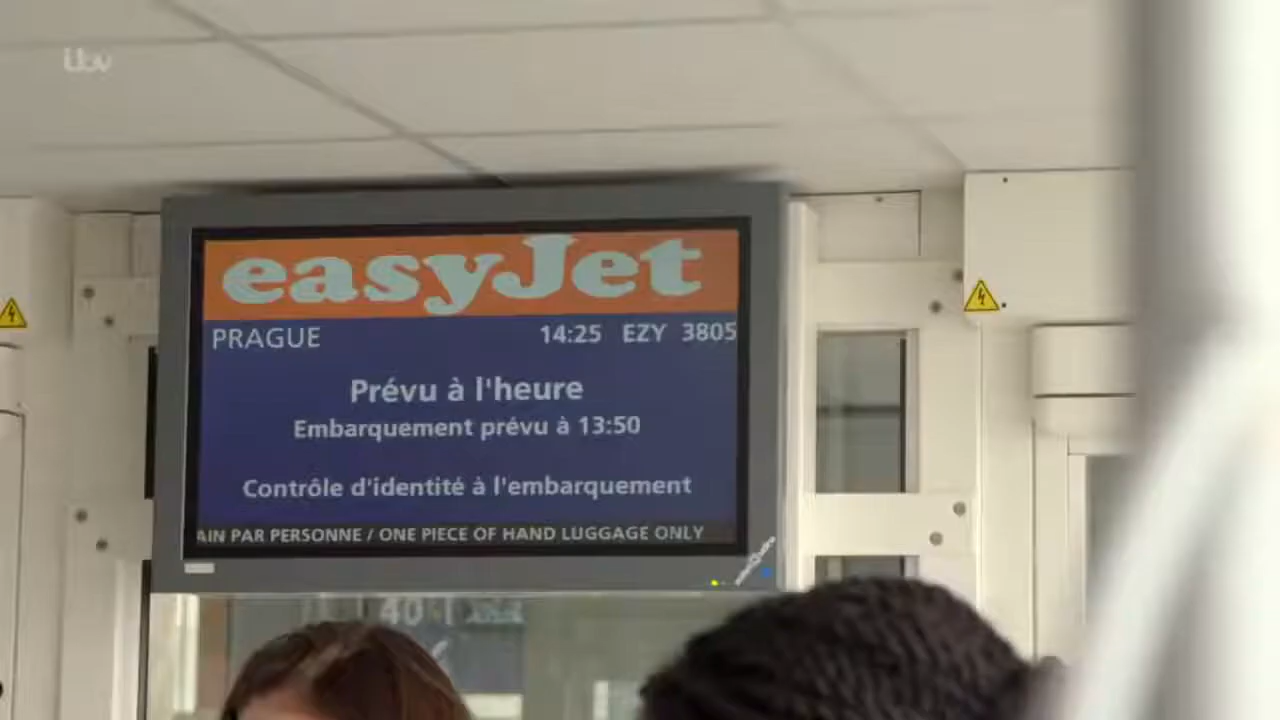 itv
easyJet
PRAGUE 14:25 EZY 3805
Prévu à l'heure
Embarquement prévu à 13:50
Contrôle d'identité à l'embarquement
AIN PAR PERSONNE / ONE PIECE OF HAND LUGGAGE ONLY
40